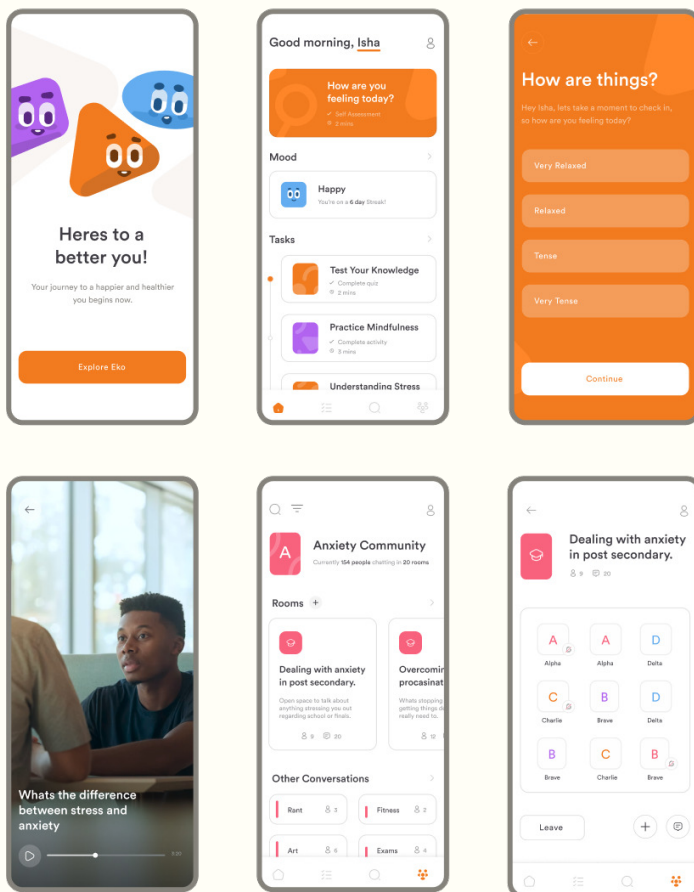 Heres to a
better you!
Your journey to a happier and healthier
you begins now.
Explore Eko
Good morning, Isha
How are you
feeling today?
Self Assessment
2 mins
Mood
Happy
You're on a 6 day Streak!
Tasks
Test Your Knowledge
Complete quiz
2 mins
Practice Mindfulness
Complete activity
3 mins
Understanding Stress
How are things?
Hey Isha, lets take a moment to check in,
so how are you feeling today?
Very Relaxed
Relaxed
Tense
Very Tense
Continue
Whats the difference
between stress and
anxiety
A
Anxiety Community
Currently 154 people chatting in 20 rooms
Rooms +
Dealing with anxiety
in post secondary.
Open space to talk about
anything stressing you out
regarding school or finals.
9 20
Overcomin
procasinat
Whats stopping
getting things d
really need to.
12
Other Conversations
Rant 3
Fitness 2
Art 6
Exams 4
Dealing with anxiety
in post secondary.
9 20
A A D
Alpha Alpha Delta
C B D
Charlie Brave Delta
B C B
Brave Charlie Brave
Leave